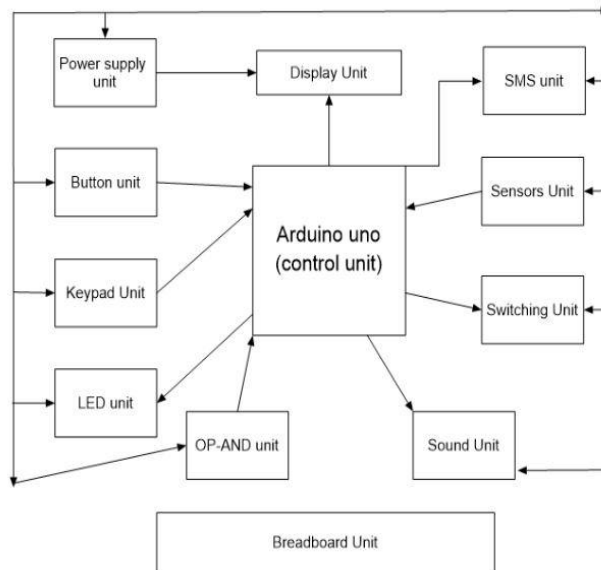 Power supply
unit
Display Unit
SMS unit
Button unit
Sensors Unit
Arduino uno
(control unit)
Keypad Unit
Switching Unit
LED unit
OP-AND unit
Sound Unit
Breadboard Unit